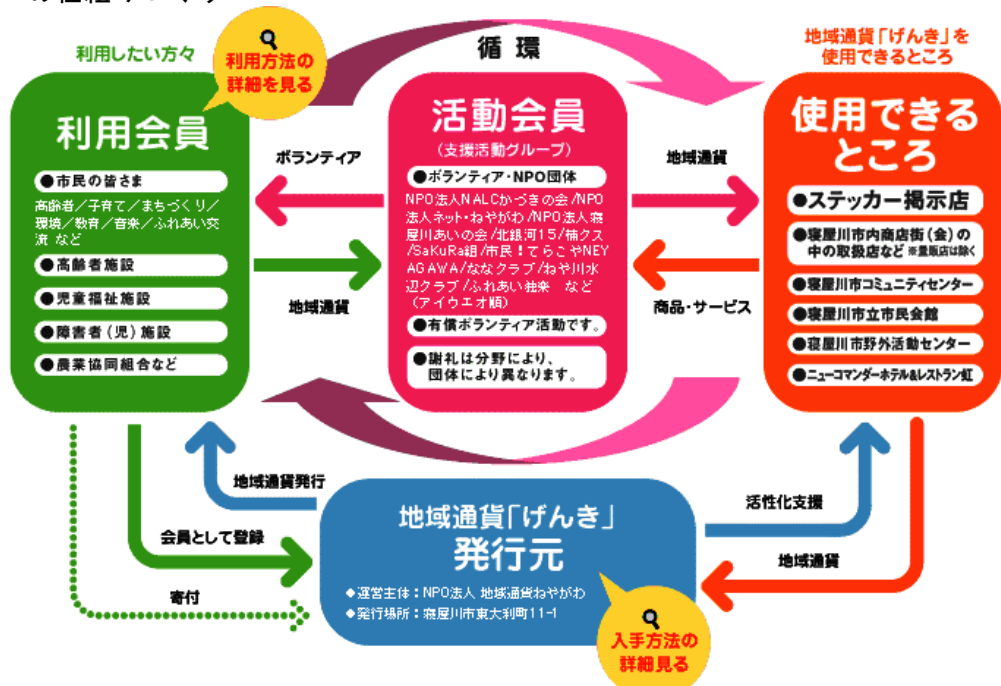 利用したい方々
利用方法の
詳細を見る
循環
地域通貨「げんき」を
使用できるところ
利用会員
●市民の皆さま
高齢者／子育て／まちづくり／
環境／教育／音楽／ふれあい交
流 など
●高齢者施設
●児童福祉施設
●障害者（児）施設
●農業協同組合など
ボランティア
地域通貨
活動会員
（支援活動グループ）
●ボランティア・NPO団体
NPO法人NALCかづきの会/NPO
法人ネット・ねやがわ/NPO法人寝
屋川あいの会/北銀河15/楠クス
/SaKuRa組/市民！てらこやNEY
AGAWA/ななクラブ/ねや川水
辺クラブ/ふれあい推楽 など
（アイウエオ順）
●有償ボランティア活動です。
●謝礼は分野により、
団体により異なります。
地域通貨
商品・サービス
使用できる
ところ
●ステッカー掲示店
●寝屋川市内商店街（会）の
中の取扱店など ※量販店は除く
●寝屋川市コミュニティセンター
●寝屋川市立市民会館
●寝屋川市野外活動センター
●ニューコマンダーホテル&レストラン虹
地域通貨発行
会員として登録
寄付
地域通貨「げんき」
発行元
◆運営主体：NPO法人 地域通貨ねやがわ
◆発行場所：寝屋川市東大利町11-1
活性化支援
地域通貨
入手方法の
詳細見る